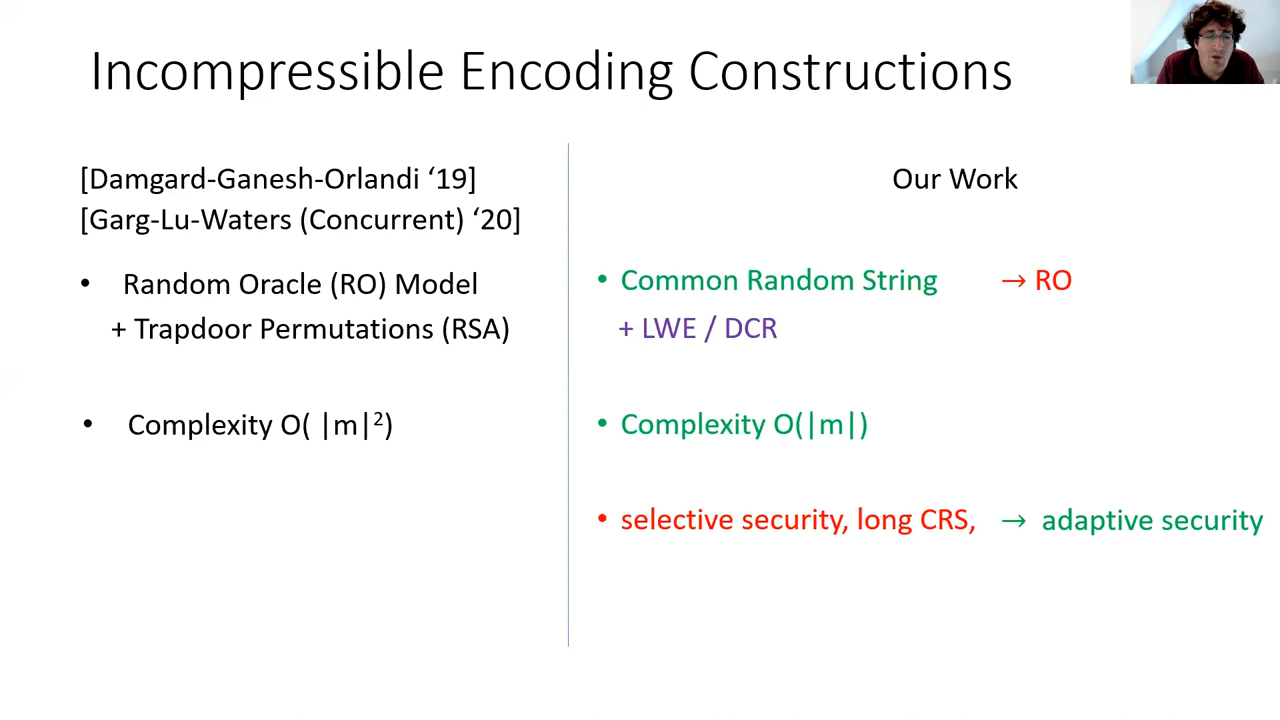 Incompressible Encoding Constructions
[Damgard-Ganesh-Orlandi ‘19]
[Garg-Lu-Waters (Concurrent) ‘20]
• Random Oracle (RO) Model
+ Trapdoor Permutations (RSA)
• Complexity O( |m|²)
Our Work
• Common Random String → RO
+ LWE / DCR
• Complexity O(|m|)
• selective security, long CRS, → adaptive security